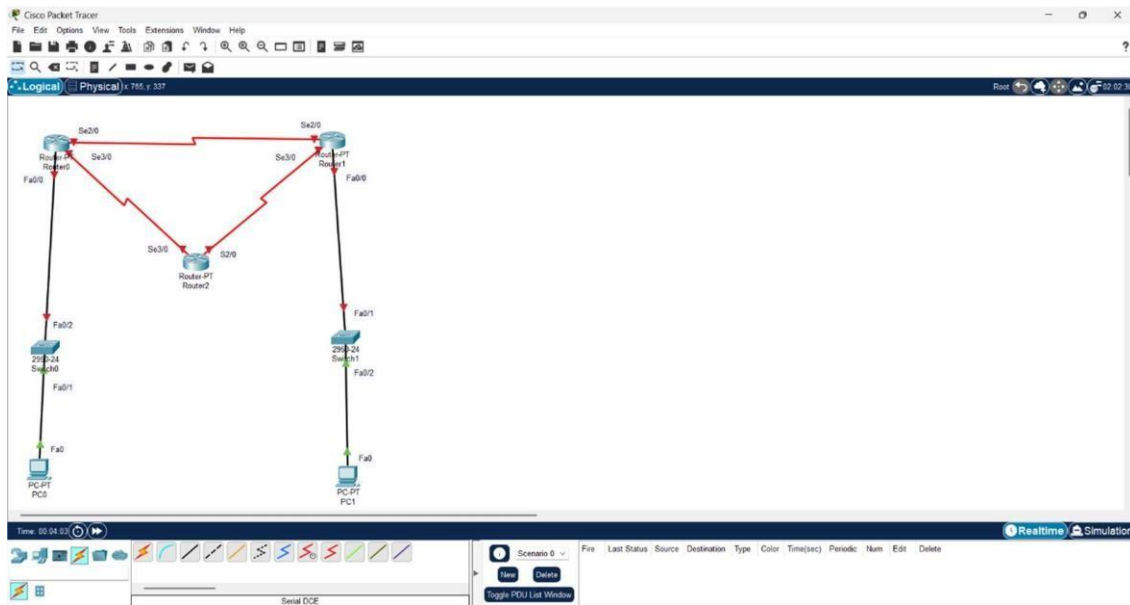 Cisco Packet Tracer
File Edit Options View Tools Extensions Window Help
?
Logical Physical x: 765, y: 337 Root 02:02:30
Se2/0 Se2/0
Router-PT Router0 Se3/0 Se3/0 Router-PT Router1
Fa0/0 Fa0/0
Se3/0 S2/0
Router-PT
Router2
Fa0/2 Fa0/1
2950-24 Switch0 2950-24 Switch1
Fa0/1 Fa0/2
Fa0 Fa0
PC-PT PC0 PC-PT PC1
Time: 00:04:03 Realtime Simulation
Scenario 0 Fire Last Status Source Destination Type Color Time(sec) Periodic Num Edit Delete
New Delete
Toggle PDU List Window
Serial DCE